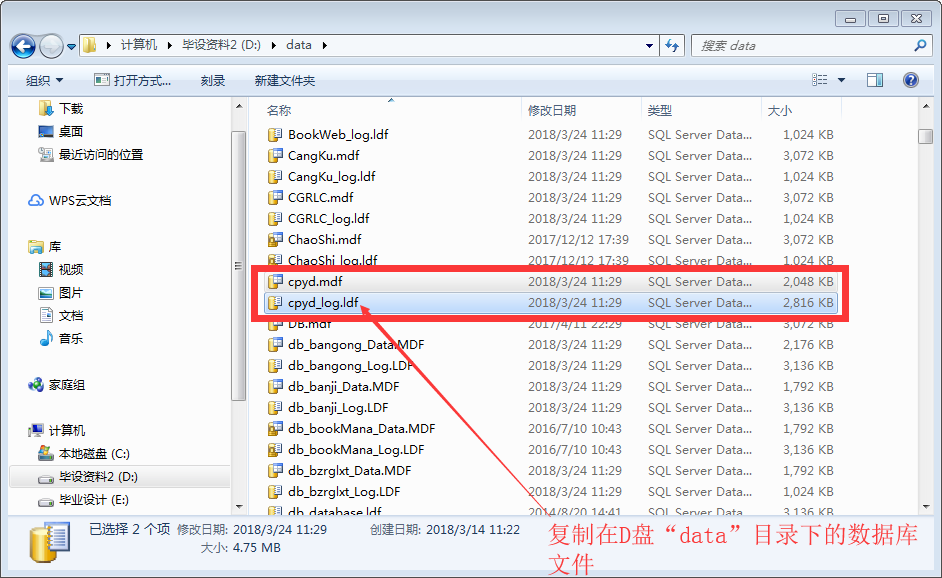 计算机 毕设资料2 (D:) data
搜索 data
组织 打开方式... 刻录 新建文件夹
下载
桌面
最近访问的位置
WPS云文档
库
视频
图片
文档
音乐
家庭组
计算机
本地磁盘 (C:)
毕设资料2 (D:)
毕业设计 (E:)
名称 修改日期 类型 大小
BookWeb_log.ldf 2018/3/24 11:29 SQL Server Data... 1,024 KB
CangKu.mdf 2018/3/24 11:29 SQL Server Data... 3,072 KB
CangKu_log.ldf 2018/3/24 11:29 SQL Server Data... 1,024 KB
CGRLC.mdf 2018/3/24 11:29 SQL Server Data... 3,072 KB
CGRLC_log.ldf 2018/3/24 11:29 SQL Server Data... 1,024 KB
ChaoShi.mdf 2017/12/12 17:39 SQL Server Data... 3,072 KB
ChaoShi_log.ldf 2017/12/12 17:39 SQL Server Data... 1,024 KB
cpyd.mdf 2018/3/24 11:29 SQL Server Data... 2,048 KB
cpyd_log.ldf 2018/3/24 11:29 SQL Server Data... 2,816 KB
DB.mdf 2017/4/11 22:29 SQL Server Data... 3,072 KB
db_bangong_Data.MDF 2018/3/24 11:29 SQL Server Data... 2,176 KB
db_bangong_Log.LDF 2018/3/24 11:29 SQL Server Data... 3,136 KB
db_banji_Data.MDF 2018/3/24 11:29 SQL Server Data... 1,792 KB
db_banji_Log.LDF 2018/3/24 11:29 SQL Server Data... 3,136 KB
db_bookMana_Data.MDF 2016/7/10 10:43 SQL Server Data... 1,792 KB
db_bookMana_Log.LDF 2016/7/10 10:43 SQL Server Data... 3,136 KB
db_bzrglxt_Data.MDF 2018/3/24 11:29 SQL Server Data... 1,792 KB
db_bzrglxt_Log.LDF 2018/3/24 11:29 SQL Server Data... 3,136 KB
db_database.ldf 2014/8/20 14:41 SQL Server Data... 1,024 KB
已选择 2 个项 修改日期: 2018/3/24 11:29 创建日期: 2018/3/14 11:22
大小: 4.75 MB
复制在D盘“data”目录下的数据库
文件